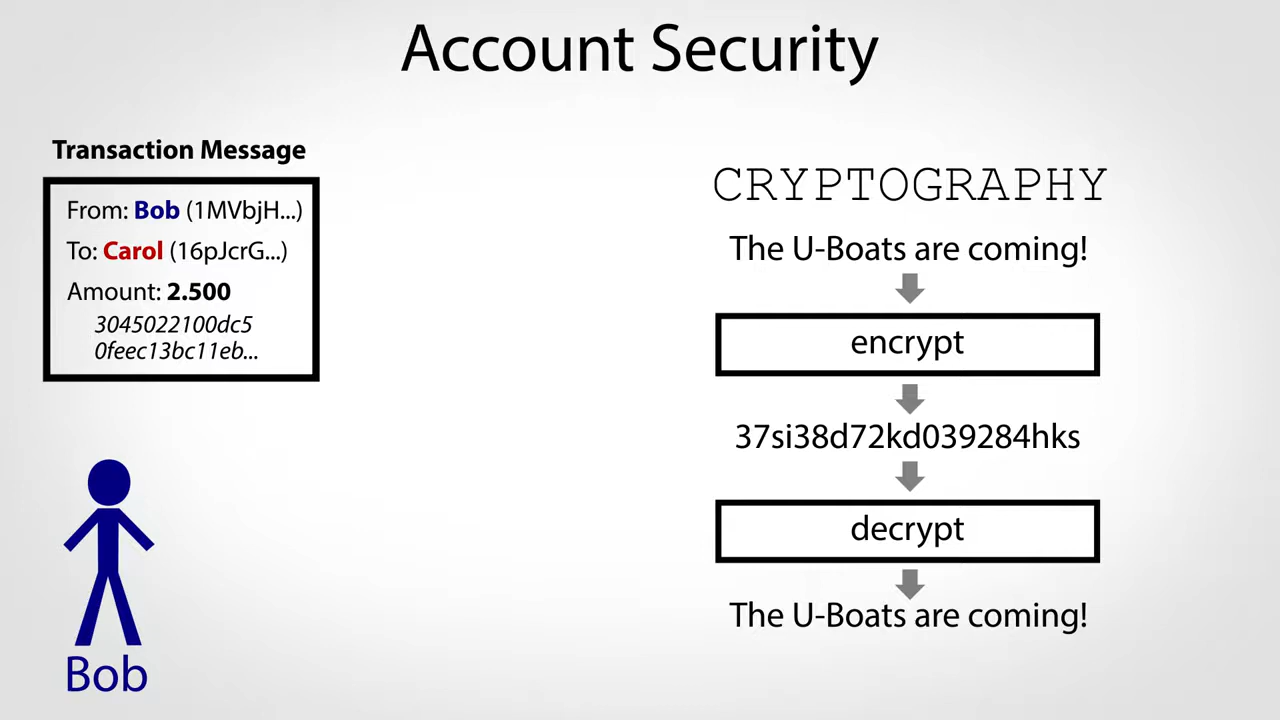 Account Security
Transaction Message
From: Bob (1MVbjH...)
To: Carol (16pJcrG...)
Amount: 2.500
3045022100dc5
0feec13bc11eb...
Bob
CRYPTOGRAPHY
The U-Boats are coming!
encrypt
37si38d72kd039284hks
decrypt
The U-Boats are coming!